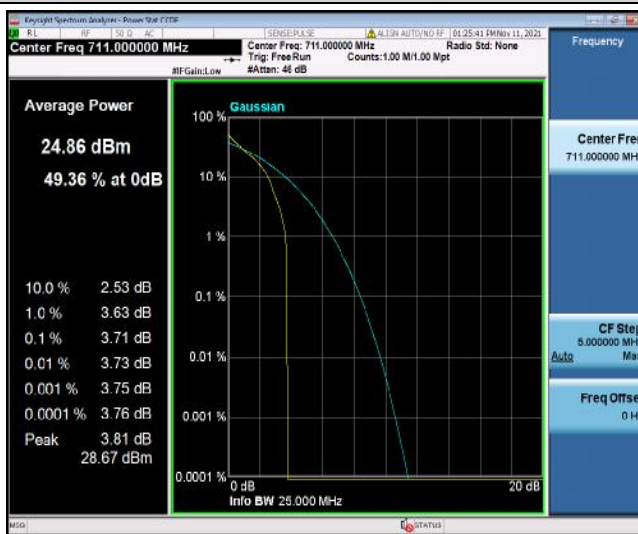 Keysight Spectrum Analyzer - Power Stat CCDF
RL RF 50 Ω AC SENSE:PULSE ALIGN AUTO/NO RF 01:25:41 PM Nov 11, 2021
Center Freq 711.000000 MHz
Center Freq: 711.000000 MHz Radio Std: None
Trig: Free Run Counts:1.00 M/1.00 Mpt
#IFGain:Low #Atten: 46 dB
Frequency
Average Power
24.86 dBm
49.36 % at 0dB
10.0 % 2.53 dB
1.0 % 3.63 dB
0.1 % 3.71 dB
0.01 % 3.73 dB
0.001 % 3.75 dB
0.0001 % 3.76 dB
Peak 3.81 dB
28.67 dBm
Gaussian
100 %
10 %
1 %
0.1 %
0.01 %
0.001 %
0.0001 %
0 dB 20 dB
Info BW 25.000 MHz
Center Fre
711.000000 MH
CF Step
5.000000 MH
Auto Ma
Freq Offse
0 H
MSG STATUS